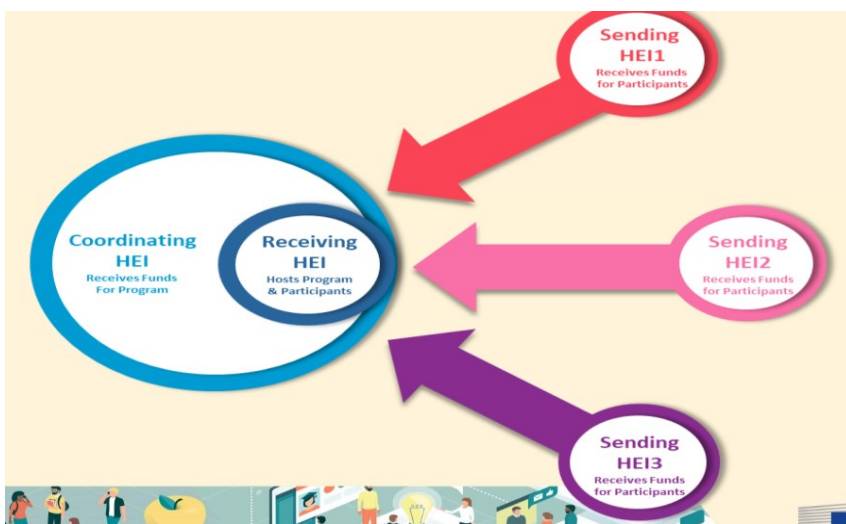 Sending
HEI1
Receives Funds
for Participants
Coordinating
HEI
Receives Funds
For Program
Receiving
HEI
Hosts Program
& Participants
Sending
HEI2
Receives Funds
for Participants
Sending
HEI3
Receives Funds
for Participants